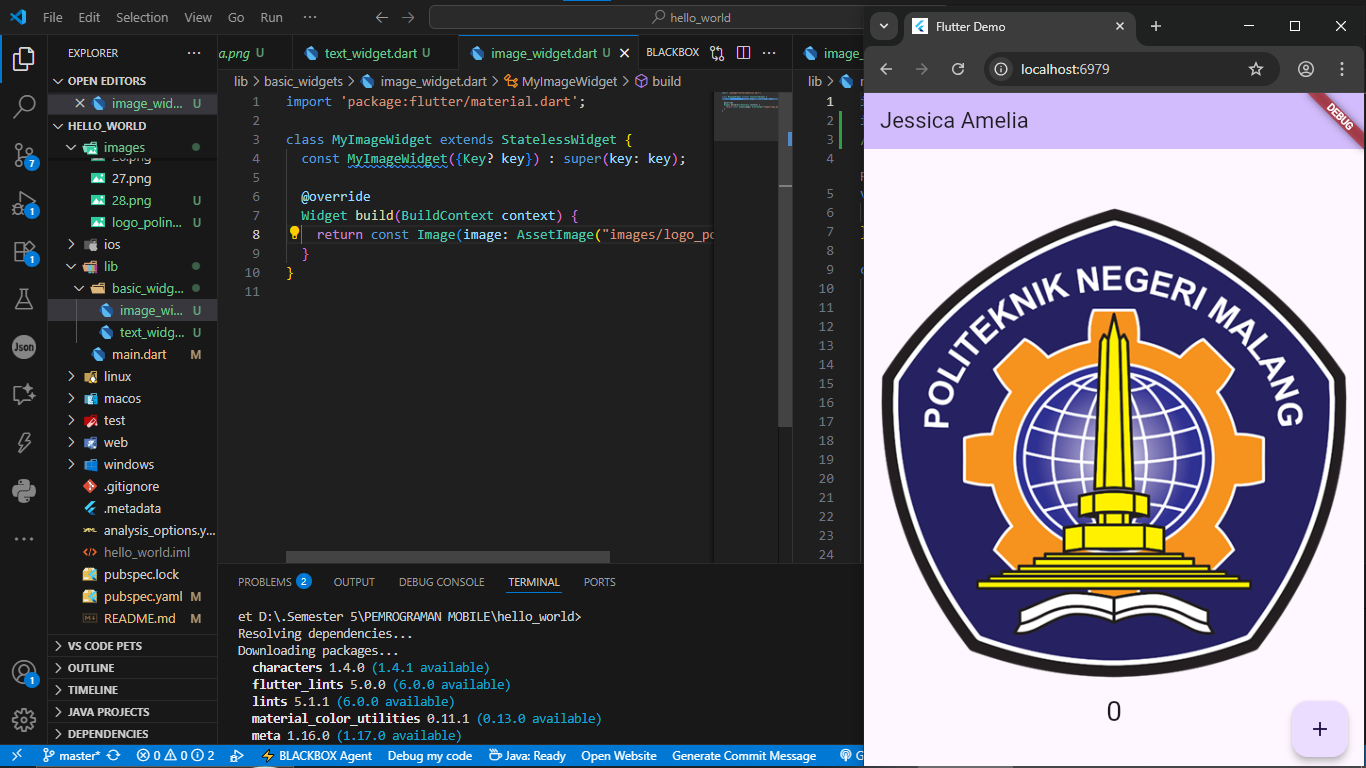 File Edit Selection View Go Run ··· hello_world
EXPLORER
OPEN EDITORS
image_wid... U
HELLO_WORLD
images
27.png
28.png U
logo_polin... U
ios
lib
basic_widg...
image_wi... U
text_widg... U
main.dart M
linux
macos
test
web
windows
.gitignore
.metadata
analysis_options.y...
hello_world.iml
pubspec.lock
pubspec.yaml M
README.md M
VS CODE PETS
OUTLINE
TIMELINE
JAVA PROJECTS
DEPENDENCIES
Json
7
1
1
1
a.png U text_widget.dart U image_widget.dart U BLACKBOX
lib > basic_widgets > image_widget.dart > MyImageWidget > build
1 import 'package:flutter/material.dart';
2
3 class MyImageWidget extends StatelessWidget {
4 const MyImageWidget({Key? key}) : super(key: key);
5
6 @override
7 Widget build(BuildContext context) {
8 return const Image(image: AssetImage("images/logo_po
9 }
10 }
11
image_
lib >
1
2
3
4
5
6
7
8
9
10
11
12
13
14
15
16
17
18
19
20
21
22
23
24
PROBLEMS 2 OUTPUT DEBUG CONSOLE TERMINAL PORTS
et D:\.Semester 5\PEMROGRAMAN MOBILE\hello_world>
Resolving dependencies...
Downloading packages...
characters 1.4.0 (1.4.1 available)
flutter_lints 5.0.0 (6.0.0 available)
lints 5.1.1 (6.0.0 available)
material_color_utilities 0.11.1 (0.13.0 available)
meta 1.16.0 (1.17.0 available)
master* 0 0 2 BLACKBOX Agent Debug my code Java: Ready Open Website Generate Commit Message G
Flutter Demo
localhost:6979
Jessica Amelia
DEBUG
POLITEKNIK NEGERI MALANG
0
+